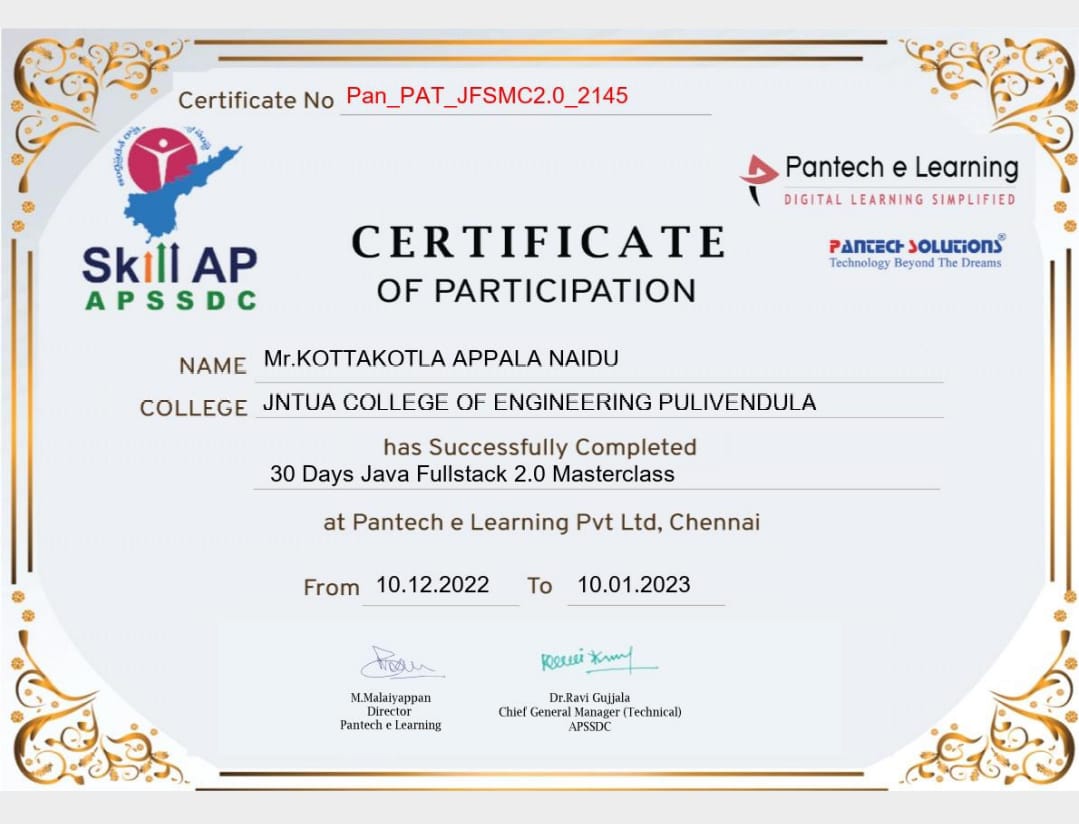 Certificate No Pan_PAT_JFSMC2.0_2145
Pantech e Learning
DIGITAL LEARNING SIMPLIFIED
PANTECH SOLUTIONS®
Technology Beyond The Dreams
Skill AP
APSSDC
CERTIFICATE
OF PARTICIPATION
NAME Mr.KOTTAKOTLA APPALA NAIDU
COLLEGE JNTUA COLLEGE OF ENGINEERING PULIVENDULA
has Successfully Completed
30 Days Java Fullstack 2.0 Masterclass
at Pantech e Learning Pvt Ltd, Chennai
From 10.12.2022 To 10.01.2023
M.Malaiyappan
Director
Pantech e Learning
Dr.Ravi Gujjala
Chief General Manager (Technical)
APSSDC